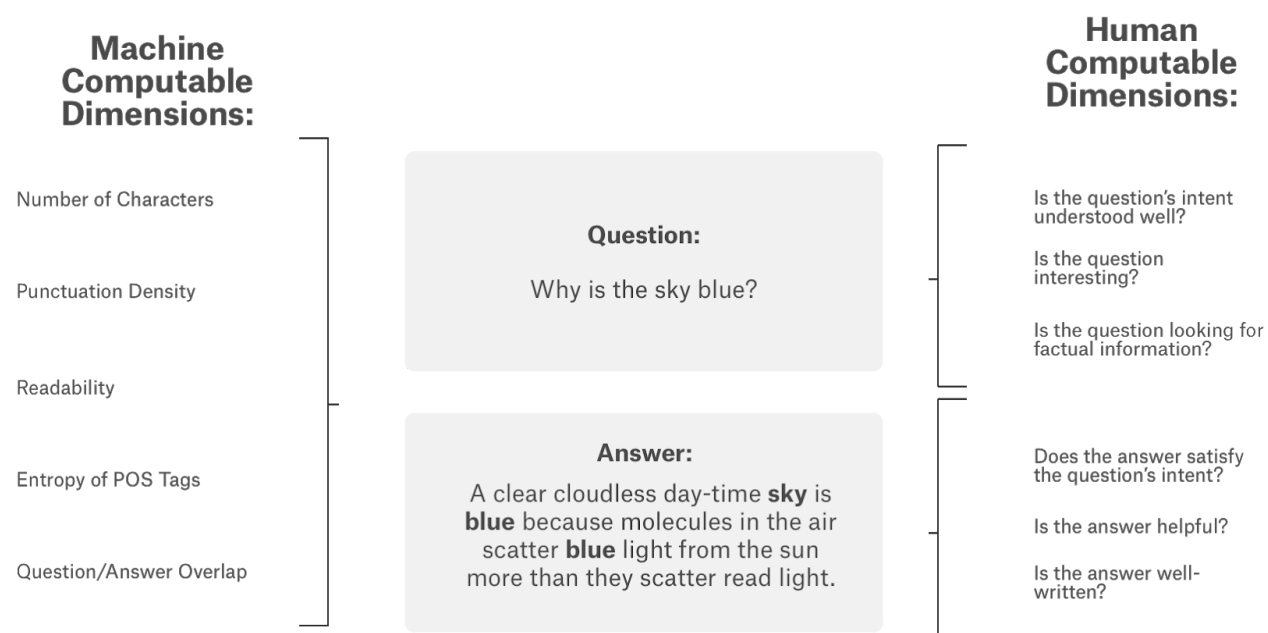 Machine
Computable
Dimensions:
Number of Characters
Punctuation Density
Readability
Entropy of POS Tags
Question/Answer Overlap
Question:
Why is the sky blue?
Answer:
A clear cloudless day-time sky is
blue because molecules in the air
scatter blue light from the sun
more than they scatter read light.
Human
Computable
Dimensions:
Is the question’s intent
understood well?
Is the question
interesting?
Is the question looking for
factual information?
Does the answer satisfy
the question’s intent?
Is the answer helpful?
Is the answer well-
written?